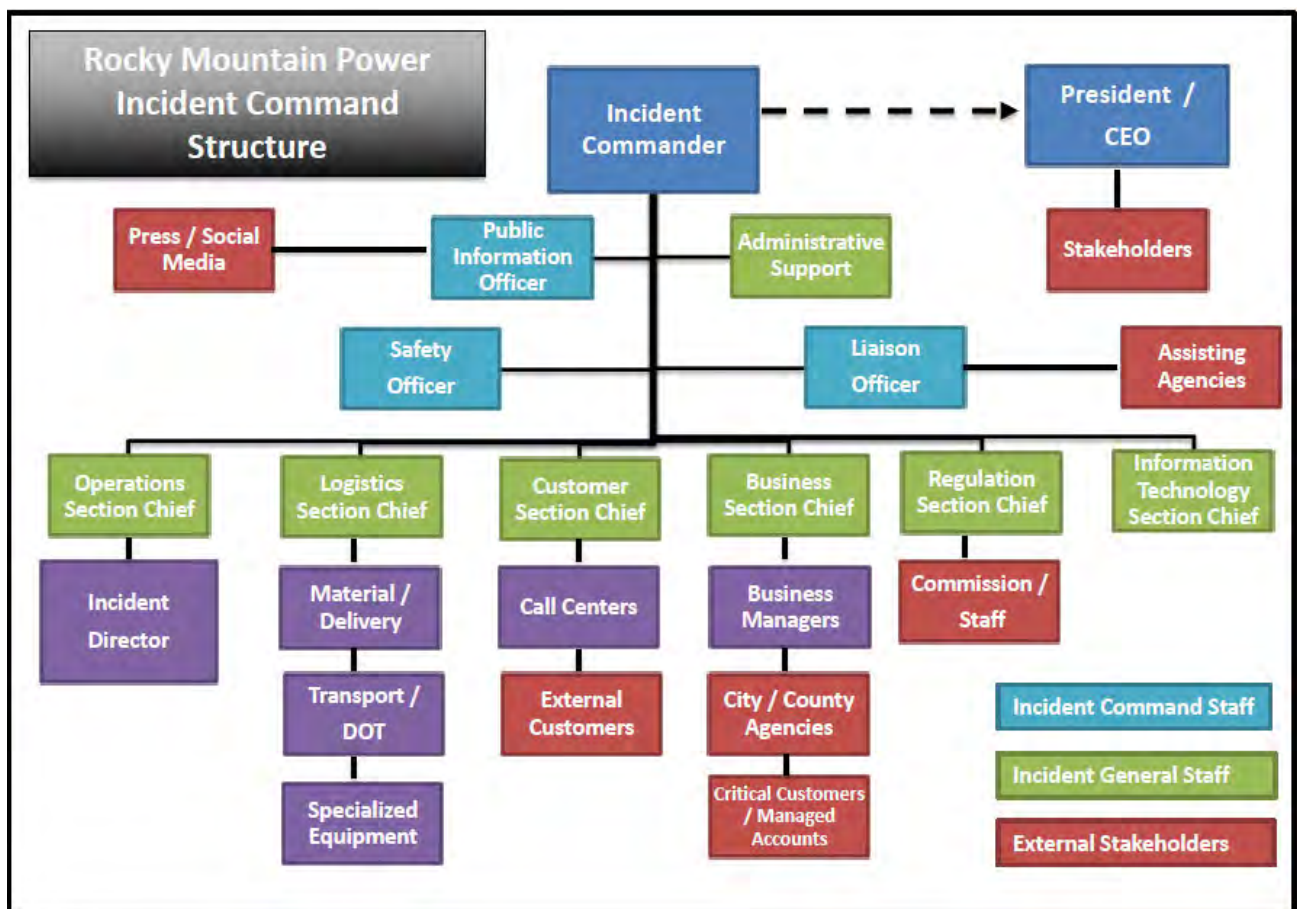 Rocky Mountain Power
Incident Command
Structure
Incident
Commander
President /
CEO
Press / Social
Media
Public
Information
Officer
Administrative
Support
Stakeholders
Safety
Officer
Liaison
Officer
Assisting
Agencies
Operations
Section Chief
Logistics
Section Chief
Customer
Section Chief
Business
Section Chief
Regulation
Section Chief
Information
Technology
Section Chief
Incident
Director
Material /
Delivery
Call Centers
Business
Managers
Commission /
Staff
Transport /
DOT
External
Customers
City / County
Agencies
Specialized
Equipment
Critical Customers
/ Managed
Accounts
Incident Command Staff
Incident General Staff
External Stakeholders